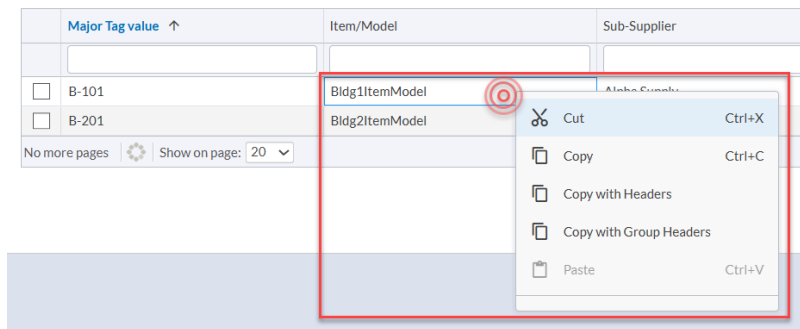 Major Tag value Item/Model Sub-Supplier
B-101 Bldg1ItemModel Alpha Supply
B-201 Bldg2ItemModel
Cut Ctrl+X
No more pages Show on page: 20
Copy Ctrl+C
Copy with Headers
Copy with Group Headers
Paste Ctrl+V